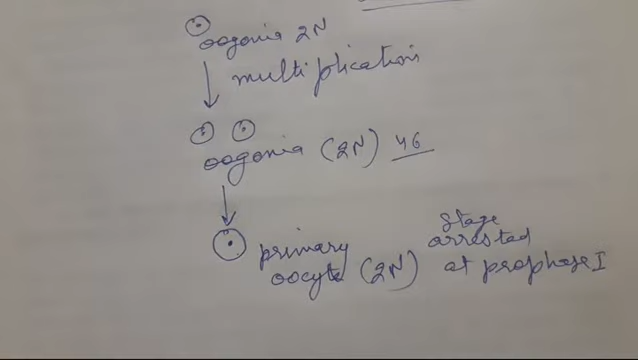 oogonia 2N
multiplication
oogonia (2N) 46
primary
oocyte (2N)
stage
arrested
at prophase I